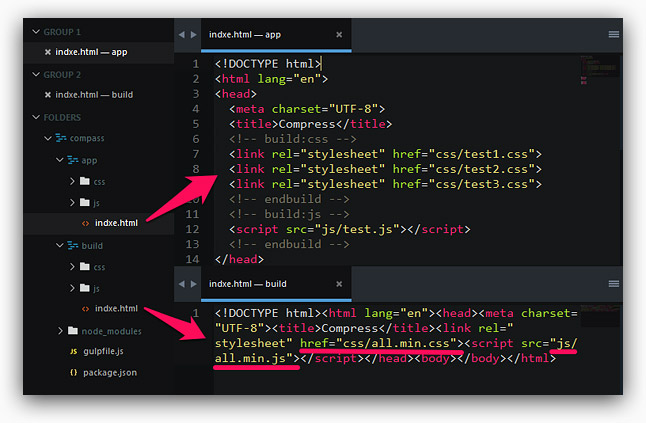 GROUP 1
indxe.html — app
GROUP 2
indxe.html — build
FOLDERS
compass
app
css
js
indxe.html
build
css
js
indxe.html
node_modules
gulpfile.js
package.json
indxe.html — app
1 <!DOCTYPE html>
2 <html lang="en">
3 <head>
4 <meta charset="UTF-8">
5 <title>Compress</title>
6 <!-- build:css -->
7 <link rel="stylesheet" href="css/test1.css">
8 <link rel="stylesheet" href="css/test2.css">
9 <link rel="stylesheet" href="css/test3.css">
10 <!-- endbuild -->
11 <!-- build:js -->
12 <script src="js/test.js"></script>
13 <!-- endbuild -->
14 </head>
indxe.html — build
1 <!DOCTYPE html><html lang="en"><head><meta charset=
"UTF-8"><title>Compress</title><link rel="
stylesheet" href="css/all.min.css"><script src="js/
all.min.js"></script></head><body></body></html>